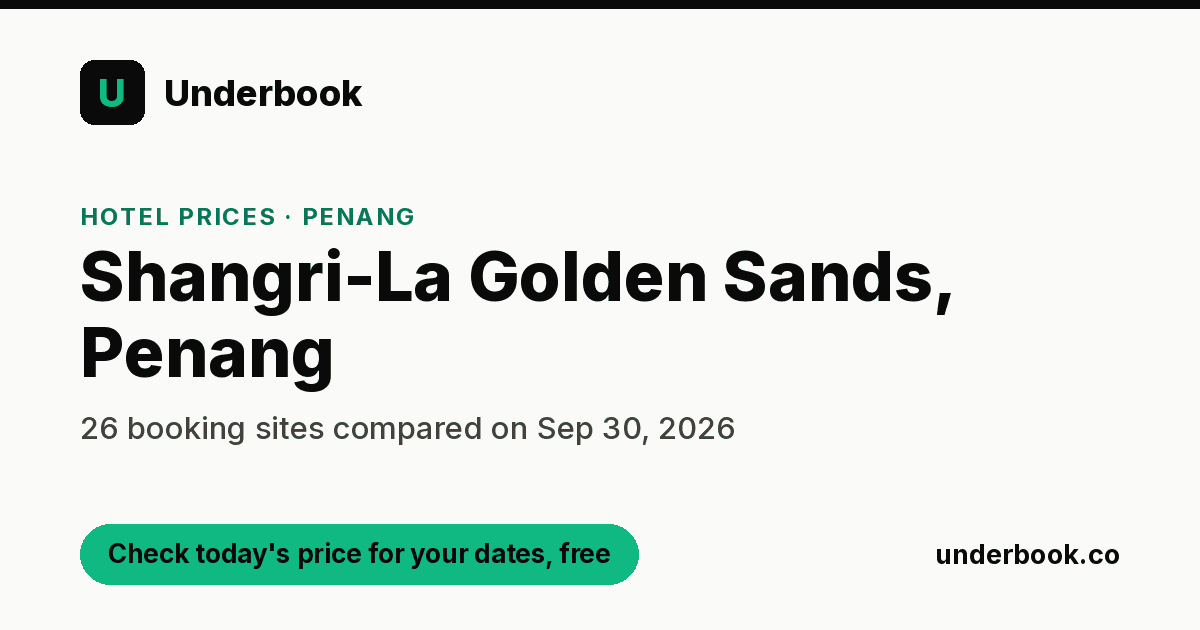 U
Underbook
HOTEL PRICES · PENANG
Shangri-La Golden Sands,
Penang
26 booking sites compared on Sep 30, 2026
Check today's price for your dates, free
underbook.co